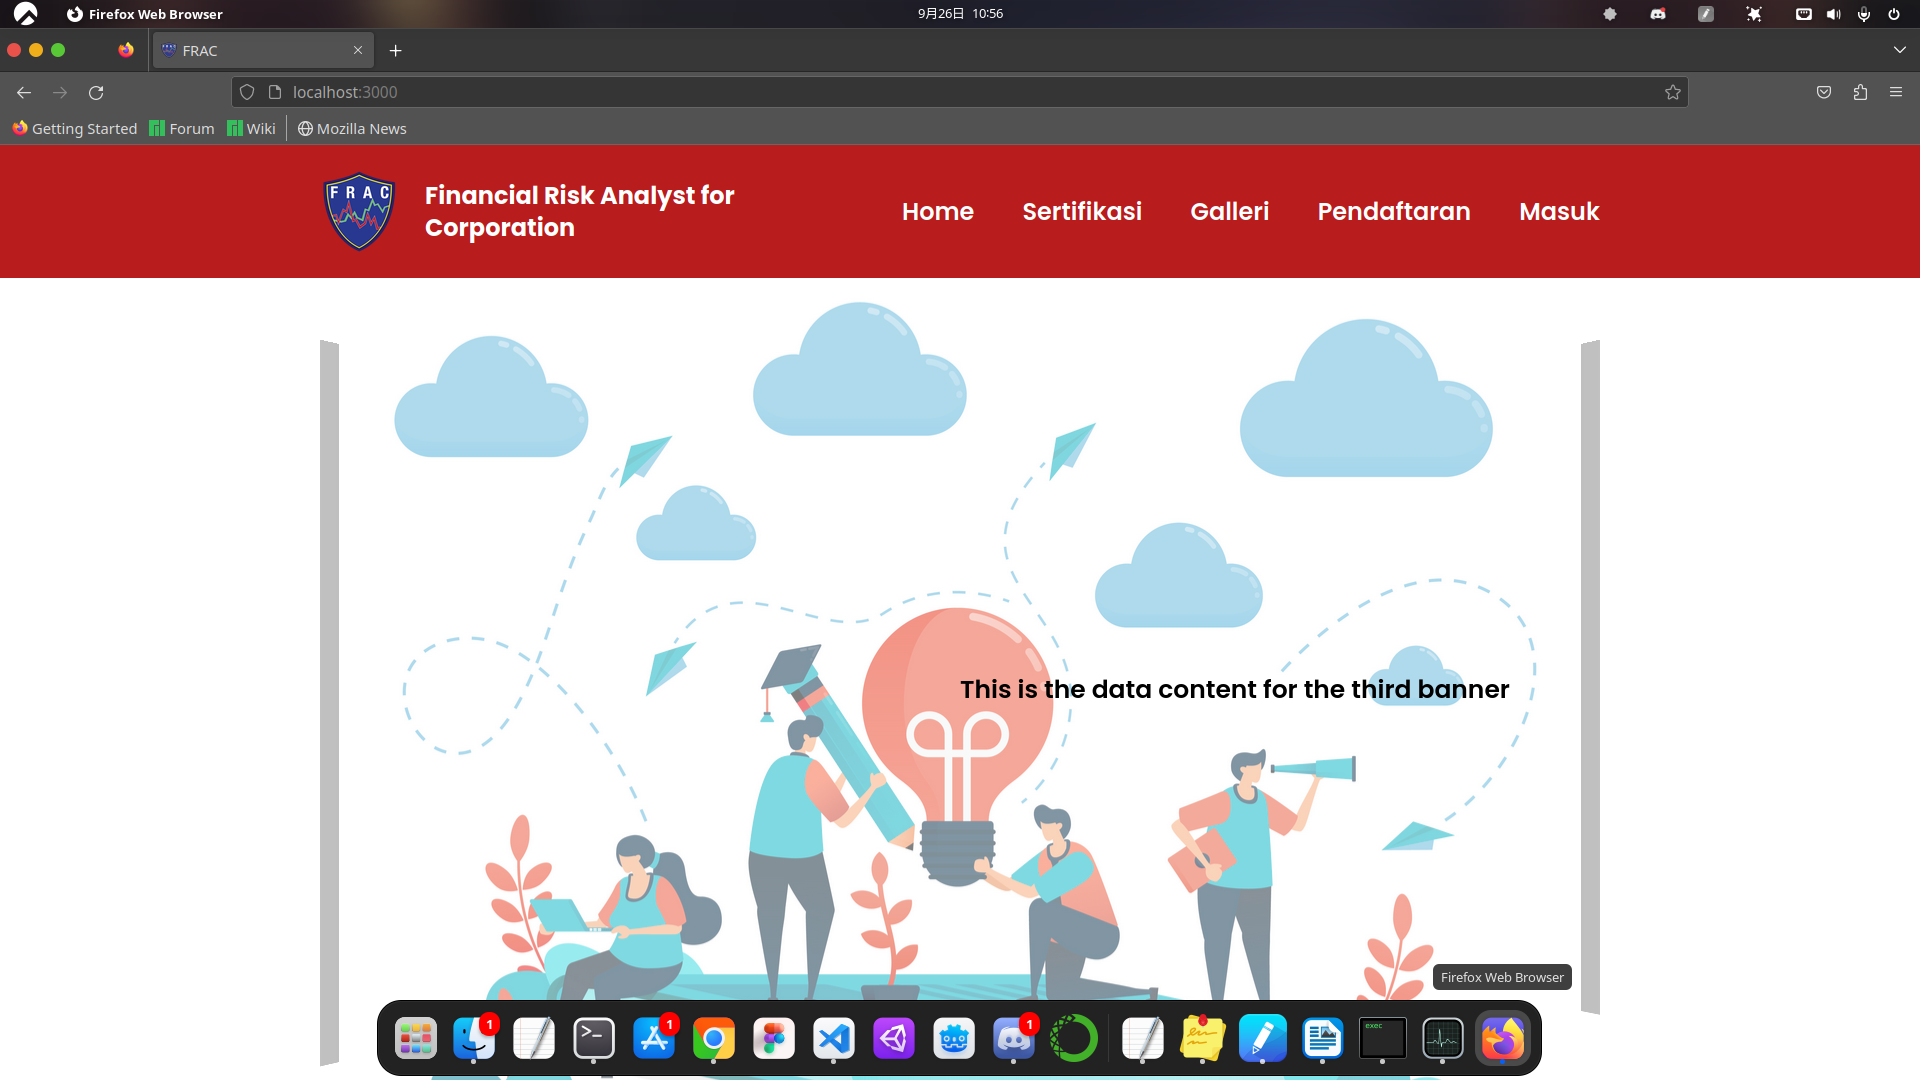 Firefox Web Browser
9月26日 10:56
FRAC
localhost:3000
Getting Started
Forum
Wiki
Mozilla News
FRAC
Financial Risk Analyst for
Corporation
Home
Sertifikasi
Galleri
Pendaftaran
Masuk
This is the data content for the third banner
Firefox Web Browser
1
1
1
exec